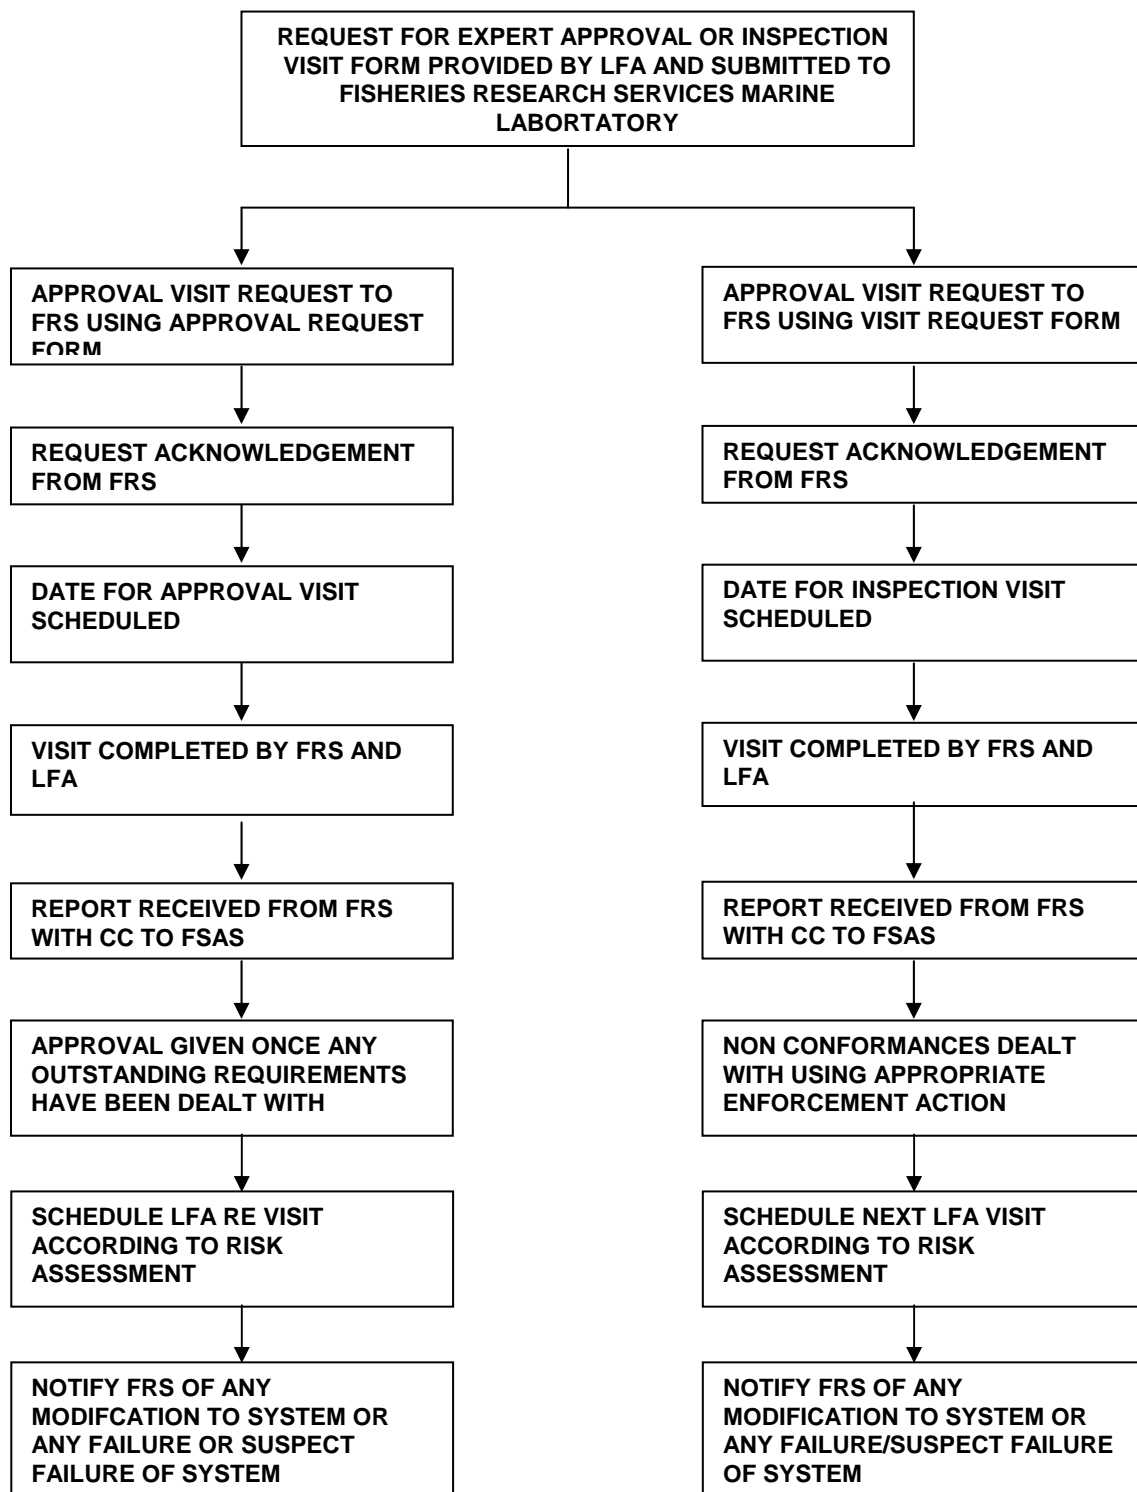 REQUEST FOR EXPERT APPROVAL OR INSPECTION
VISIT FORM PROVIDED BY LFA AND SUBMITTED TO
FISHERIES RESEARCH SERVICES MARINE
LABORTATORY
APPROVAL VISIT REQUEST TO
FRS USING APPROVAL REQUEST
FORM
REQUEST ACKNOWLEDGEMENT
FROM FRS
DATE FOR APPROVAL VISIT
SCHEDULED
VISIT COMPLETED BY FRS AND
LFA
REPORT RECEIVED FROM FRS
WITH CC TO FSAS
APPROVAL GIVEN ONCE ANY
OUTSTANDING REQUIREMENTS
HAVE BEEN DEALT WITH
SCHEDULE LFA RE VISIT
ACCORDING TO RISK
ASSESSMENT
NOTIFY FRS OF ANY
MODIFCATION TO SYSTEM OR
ANY FAILURE OR SUSPECT
FAILURE OF SYSTEM
APPROVAL VISIT REQUEST TO
FRS USING VISIT REQUEST FORM
REQUEST ACKNOWLEDGEMENT
FROM FRS
DATE FOR INSPECTION VISIT
SCHEDULED
VISIT COMPLETED BY FRS AND
LFA
REPORT RECEIVED FROM FRS
WITH CC TO FSAS
NON CONFORMANCES DEALT
WITH USING APPROPRIATE
ENFORCEMENT ACTION
SCHEDULE NEXT LFA VISIT
ACCORDING TO RISK
ASSESSMENT
NOTIFY FRS OF ANY
MODIFICATION TO SYSTEM OR
ANY FAILURE/SUSPECT FAILURE
OF SYSTEM